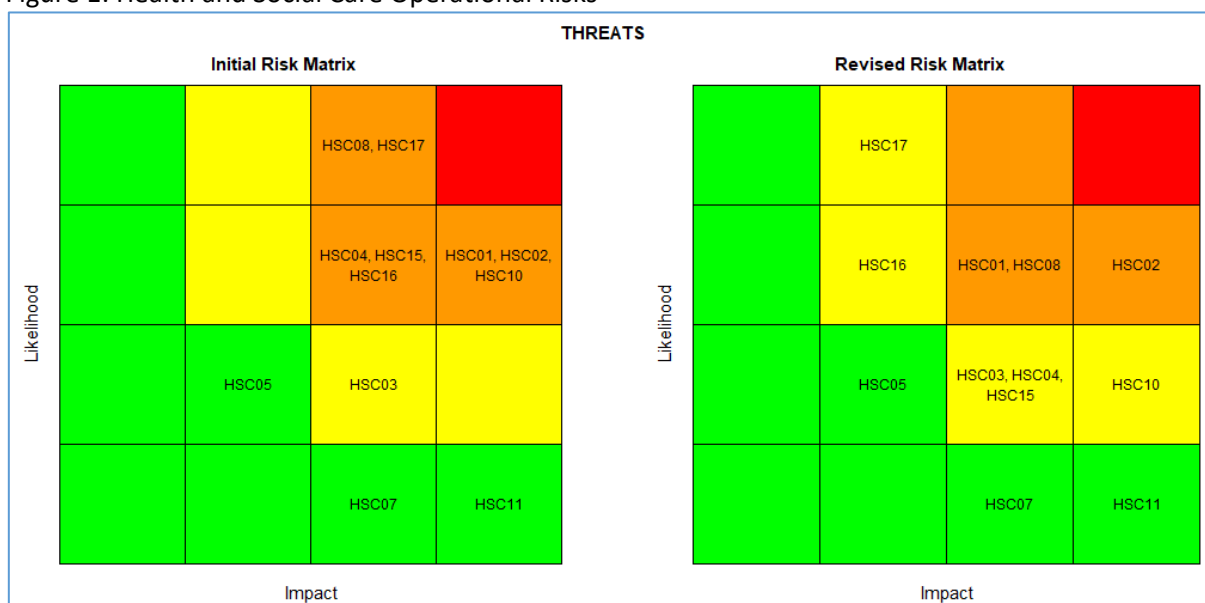 Figure 1: Health and Social Care Operational Risks
THREATS
Initial Risk Matrix
HSC08, HSC17
HSC04, HSC15,
HSC16
HSC01, HSC02,
HSC10
HSC05
HSC03
HSC07
HSC11
Likelihood
Impact
Revised Risk Matrix
HSC17
HSC16
HSC01, HSC08
HSC02
HSC05
HSC03, HSC04,
HSC15
HSC10
HSC07
HSC11
Likelihood
Impact